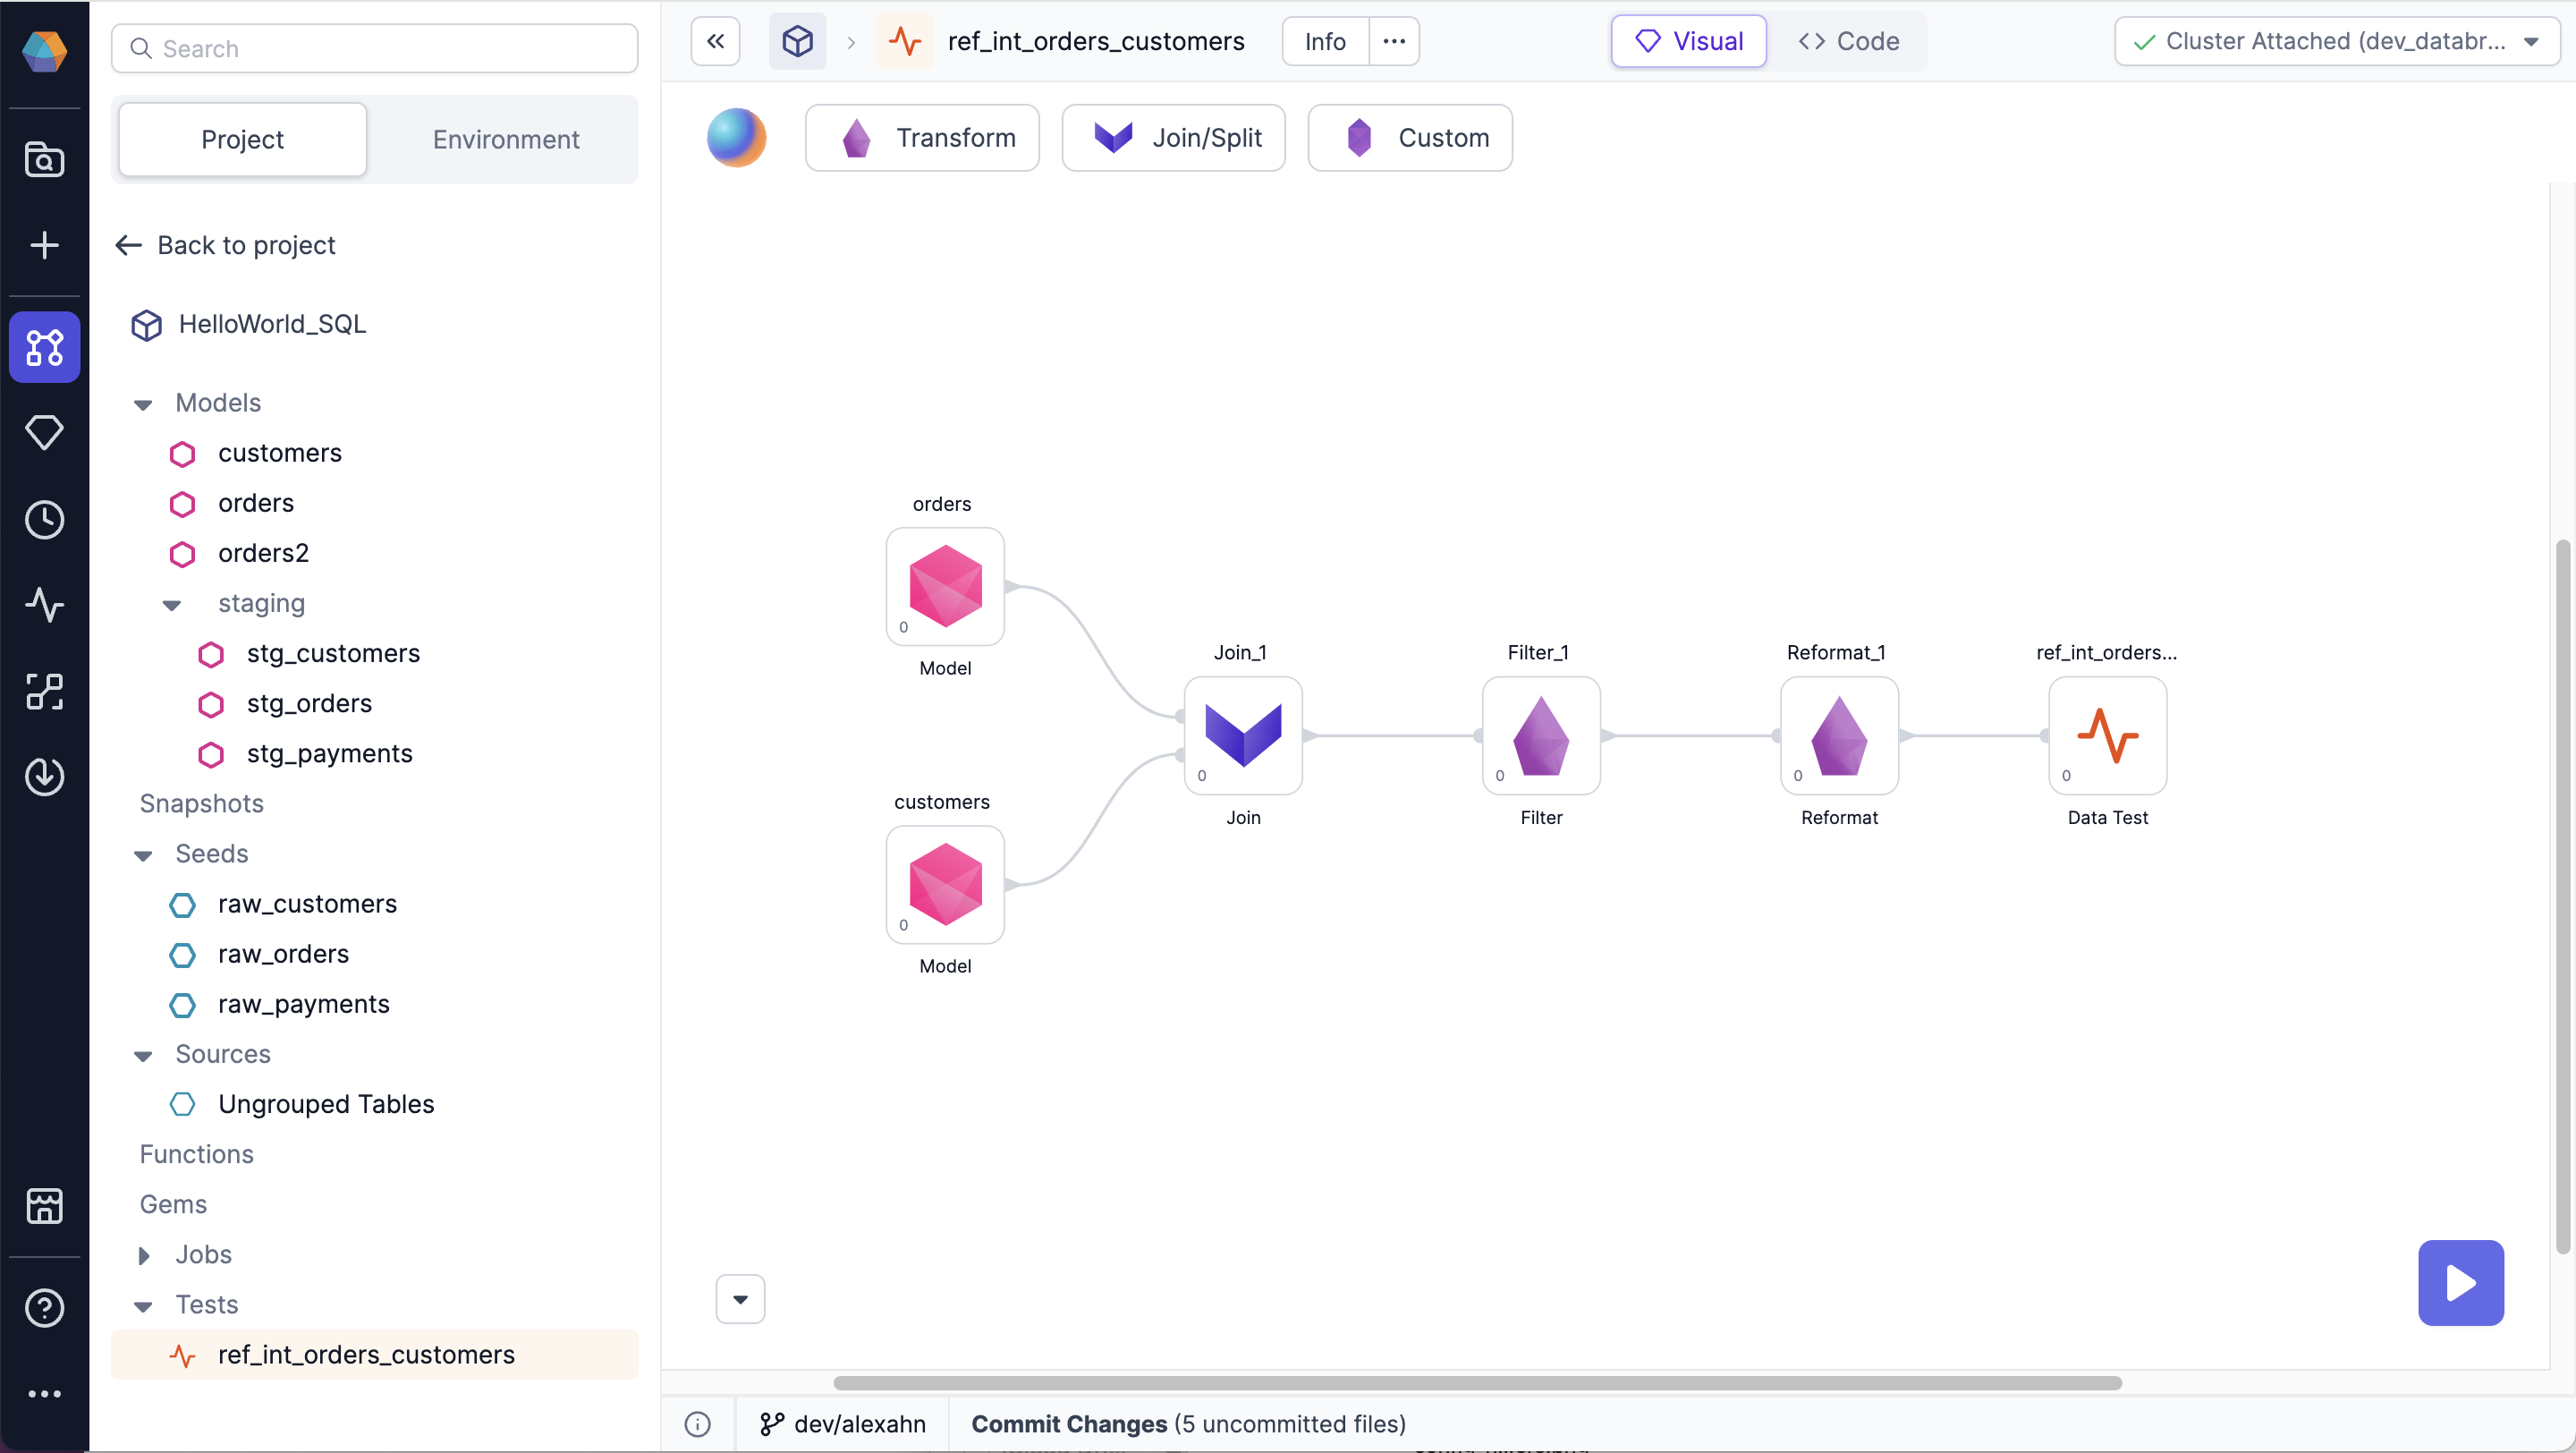 Search
Project
Environment
Back to project
HelloWorld_SQL
Models
customers
orders
orders2
staging
stg_customers
stg_orders
stg_payments
Snapshots
Seeds
raw_customers
raw_orders
raw_payments
Sources
Ungrouped Tables
Functions
Gems
Jobs
Tests
ref_int_orders_customers
ref_int_orders_customers
Info
Visual
Code
Cluster Attached (dev_databr...
Transform
Join/Split
Custom
orders
0
Model
customers
0
Model
Join_1
0
Join
Filter_1
0
Filter
Reformat_1
0
Reformat
ref_int_orders...
0
Data Test
dev/alexahn
Commit Changes (5 uncommitted files)